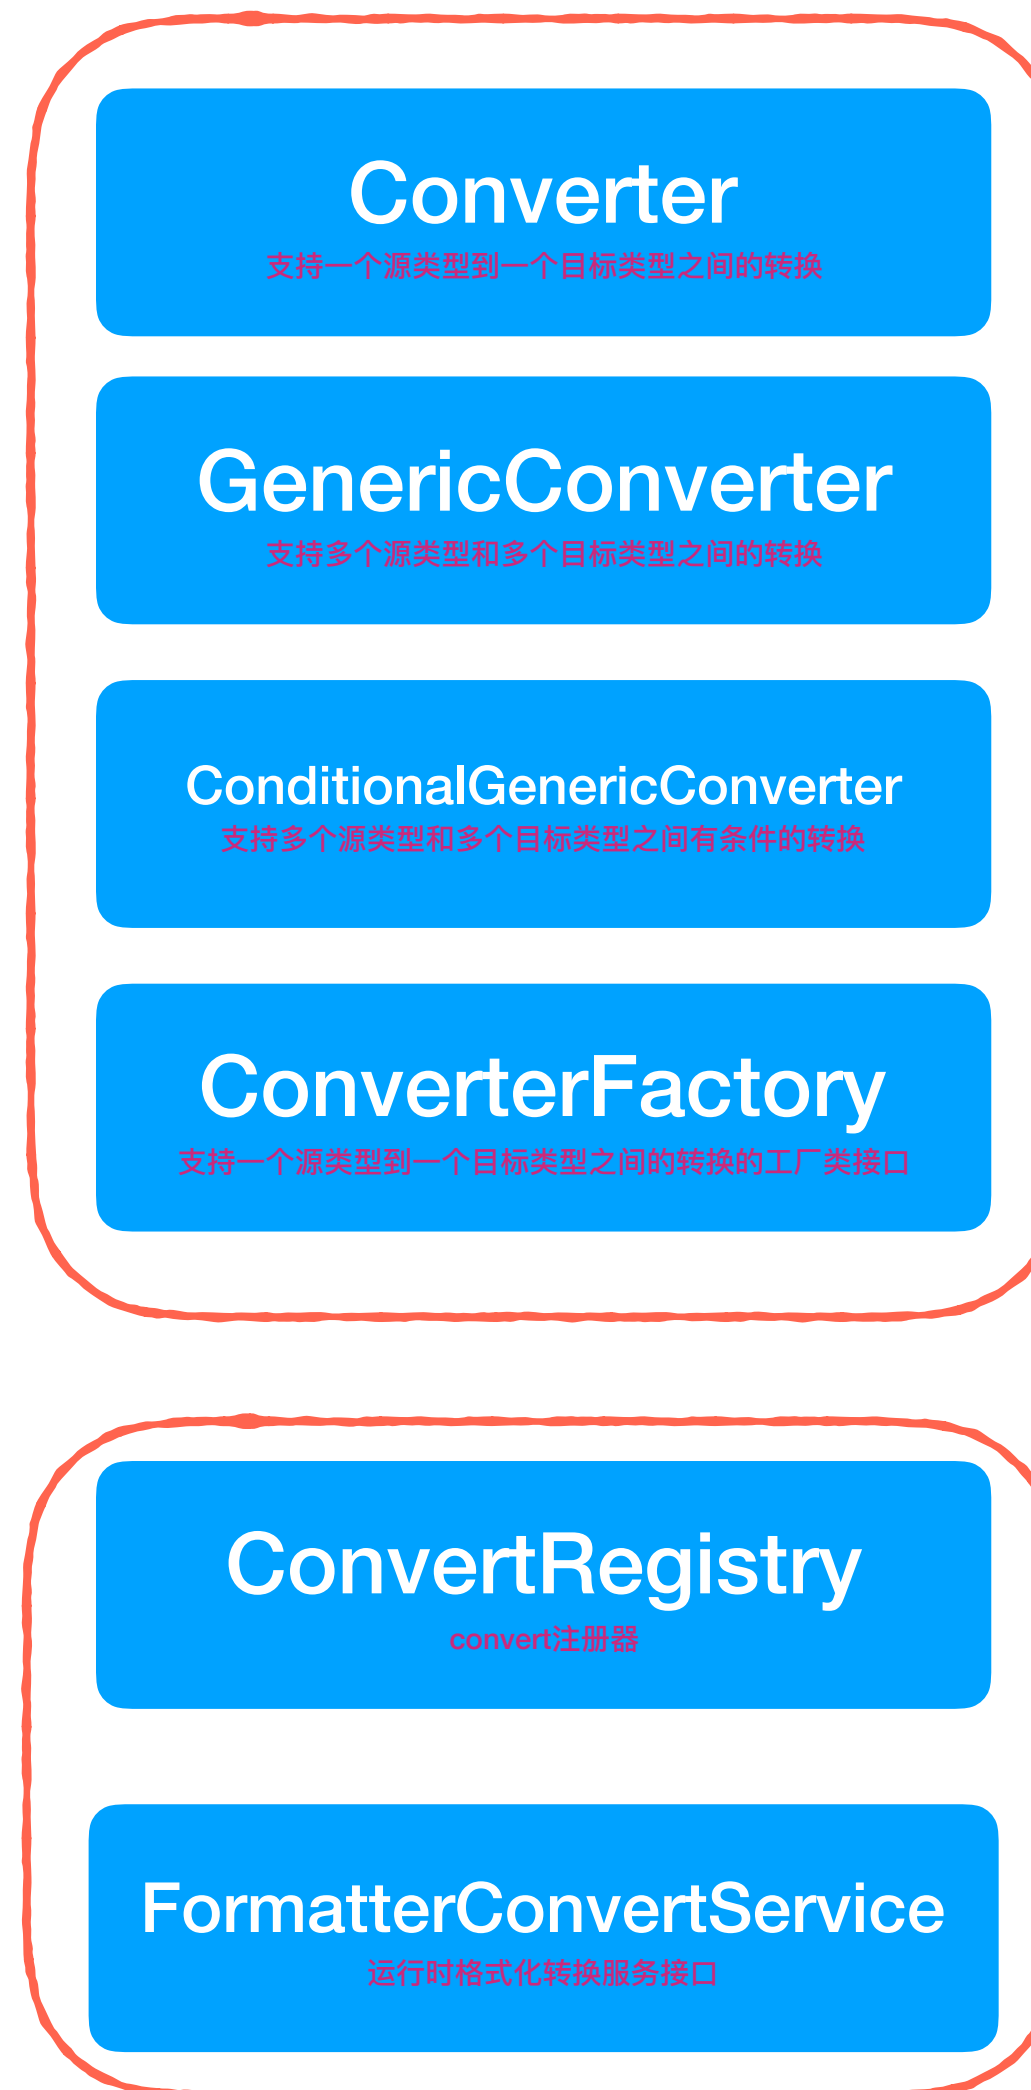 Converter
支持一个源类型到一个目标类型之间的转换
GenericConverter
支持多个源类型和多个目标类型之间的转换
ConditionalGenericConverter
支持多个源类型和多个目标类型之间有条件的转换
ConverterFactory
支持一个源类型到一个目标类型之间的转换的工厂类接口
ConvertRegistry
convert注册器
FormatterConvertService
运行时格式化转换服务接口